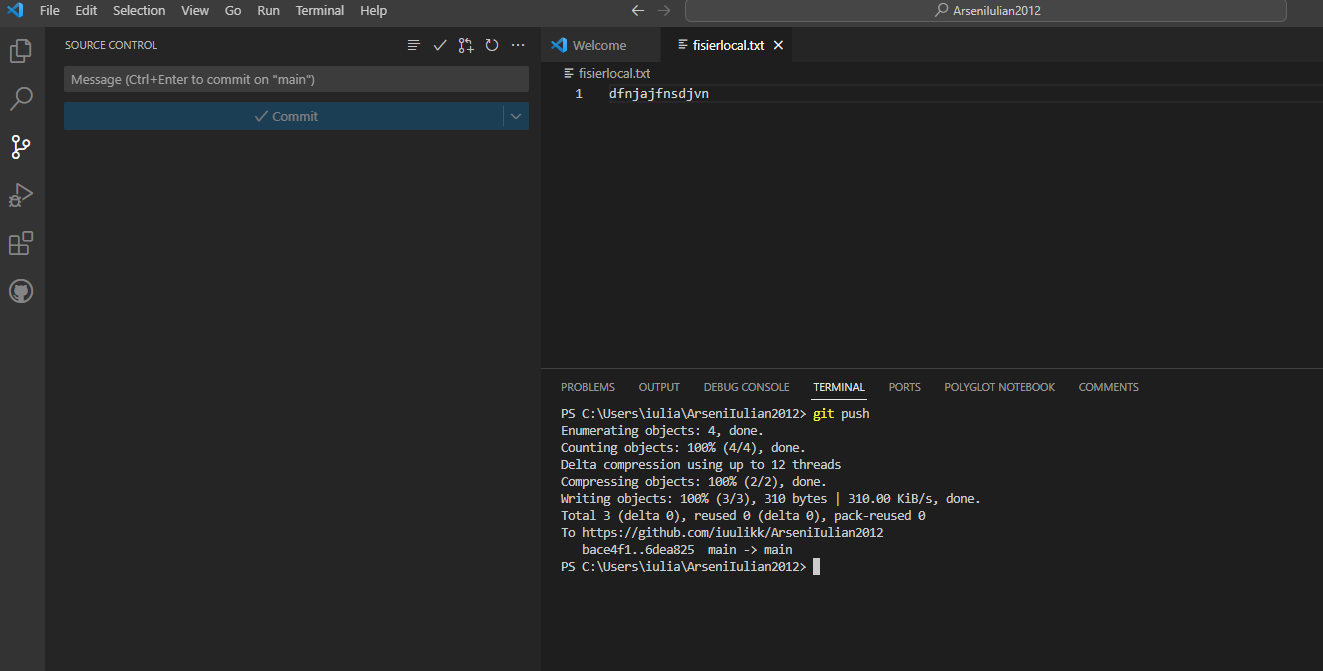 File Edit Selection View Go Run Terminal Help
ArseniIulian2012
SOURCE CONTROL
Message (Ctrl+Enter to commit on "main")
Commit
Welcome
fisierlocal.txt
fisierlocal.txt
1 dfnjajfnsdjvn
PROBLEMS OUTPUT DEBUG CONSOLE TERMINAL PORTS POLYGLOT NOTEBOOK COMMENTS
PS C:\Users\iulia\ArseniIulian2012> git push
Enumerating objects: 4, done.
Counting objects: 100% (4/4), done.
Delta compression using up to 12 threads
Compressing objects: 100% (2/2), done.
Writing objects: 100% (3/3), 310 bytes | 310.00 KiB/s, done.
Total 3 (delta 0), reused 0 (delta 0), pack-reused 0
To https://github.com/iuulikk/ArseniIulian2012
bace4f1..6dea825  main -> main
PS C:\Users\iulia\ArseniIulian2012>